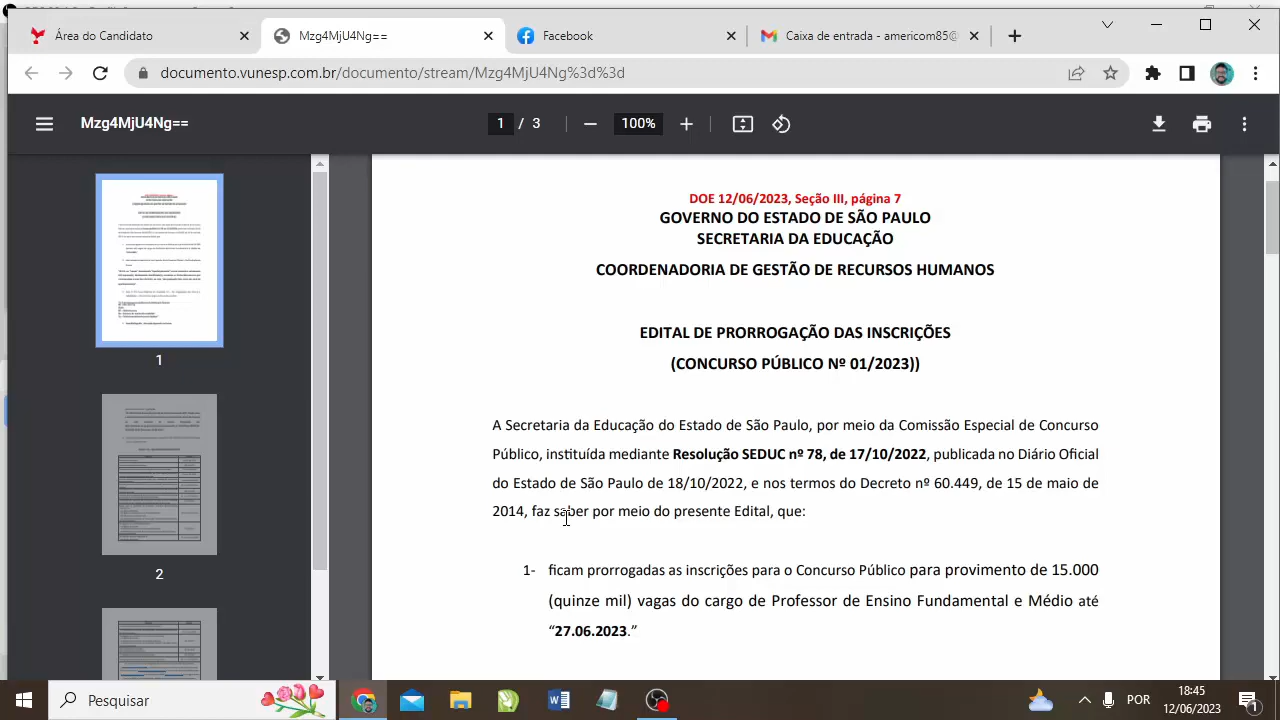 Área do Candidato
Mzg4MjU4Ng==
Facebook
Caixa de entrada - americom85@
documento.vunesp.com.br/documento/stream/Mzg4MjU4Ng%3d%3d
Mzg4MjU4Ng==
1 / 3
100%
1
2
DOE 12/06/2023, Seção III, página 7
GOVERNO DO ESTADO DE SÃO PAULO
SECRETARIA DA EDUCAÇÃO
COORDENADORIA DE GESTÃO DE RECURSOS HUMANOS
EDITAL DE PRORROGAÇÃO DAS INSCRIÇÕES
(CONCURSO PÚBLICO Nº 01/2023))
A Secretaria da Educação do Estado de São Paulo, por meio da Comissão Especial de Concurso
Público, instituída mediante Resolução SEDUC nº 78, de 17/10/2022, publicada no Diário Oficial
do Estado de São Paulo de 18/10/2022, e nos termos do Decreto nº 60.449, de 15 de maio de
2014, faz saber por meio do presente Edital, que:
1- ficam prorrogadas as inscrições para o Concurso Público para provimento de 15.000
(quinze mil) vagas do cargo de Professor de Ensino Fundamental e Médio até
“27.06.2023.”
Pesquisar
POR
18:45
12/06/2023
1